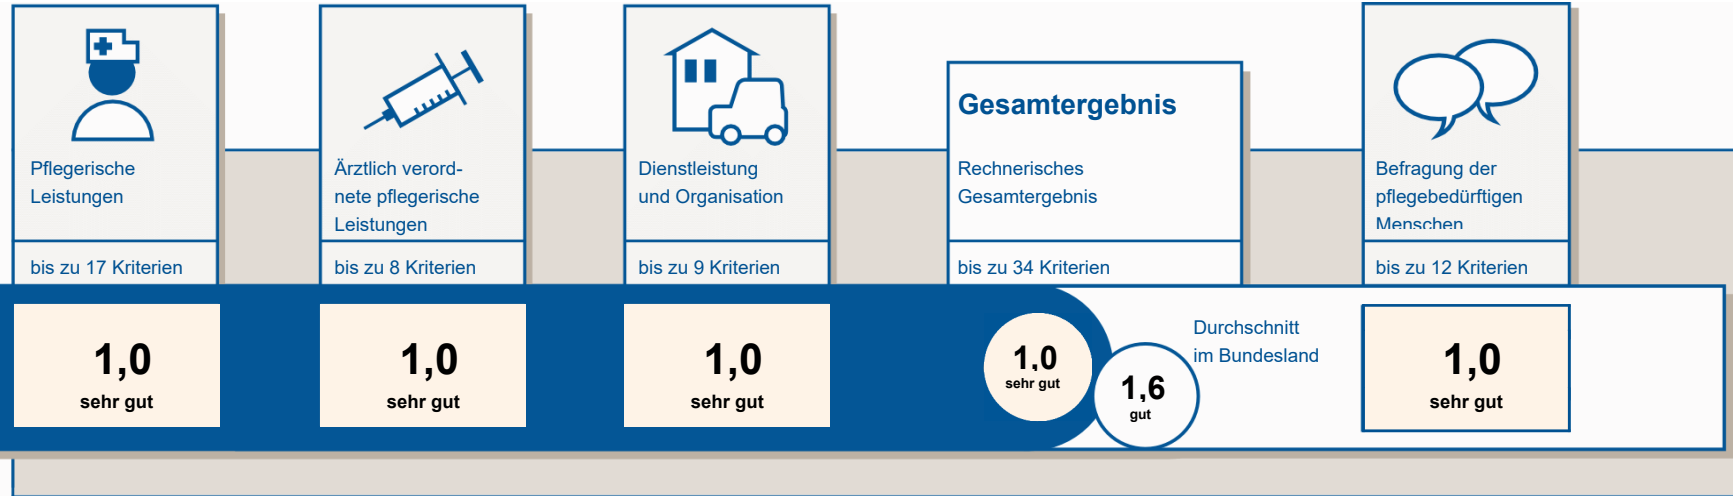 Pflegerische
Leistungen
bis zu 17 Kriterien
1,0
sehr gut
Ärztlich verord-
nete pflegerische
Leistungen
bis zu 8 Kriterien
1,0
sehr gut
Dienstleistung
und Organisation
bis zu 9 Kriterien
1,0
sehr gut
Gesamtergebnis
Rechnerisches
Gesamtergebnis
bis zu 34 Kriterien
1,0
sehr gut
1,6
gut
Durchschnitt
im Bundesland
Befragung der
pflegebedürftigen
Menschen
bis zu 12 Kriterien
1,0
sehr gut